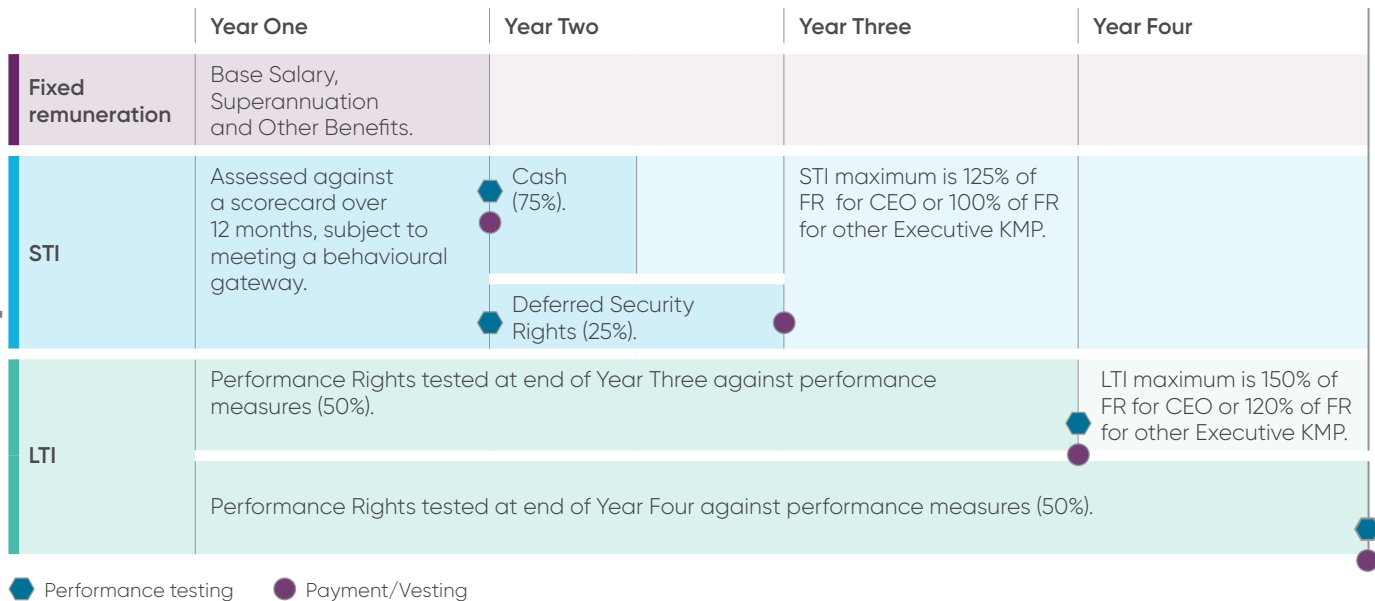 Year One
Year Two
Year Three
Year Four
Fixed
remuneration
Base Salary,
Superannuation
and Other Benefits.
STI
Assessed against
a scorecard over
12 months, subject to
meeting a behavioural
gateway.
Cash
(75%).
Deferred Security
Rights (25%).
STI maximum is 125% of
FR for CEO or 100% of FR
for other Executive KMP.
LTI
Performance Rights tested at end of Year Three against performance
measures (50%).
LTI maximum is 150% of
FR for CEO or 120% of FR
for other Executive KMP.
Performance Rights tested at end of Year Four against performance measures (50%).
Performance testing
Payment/Vesting